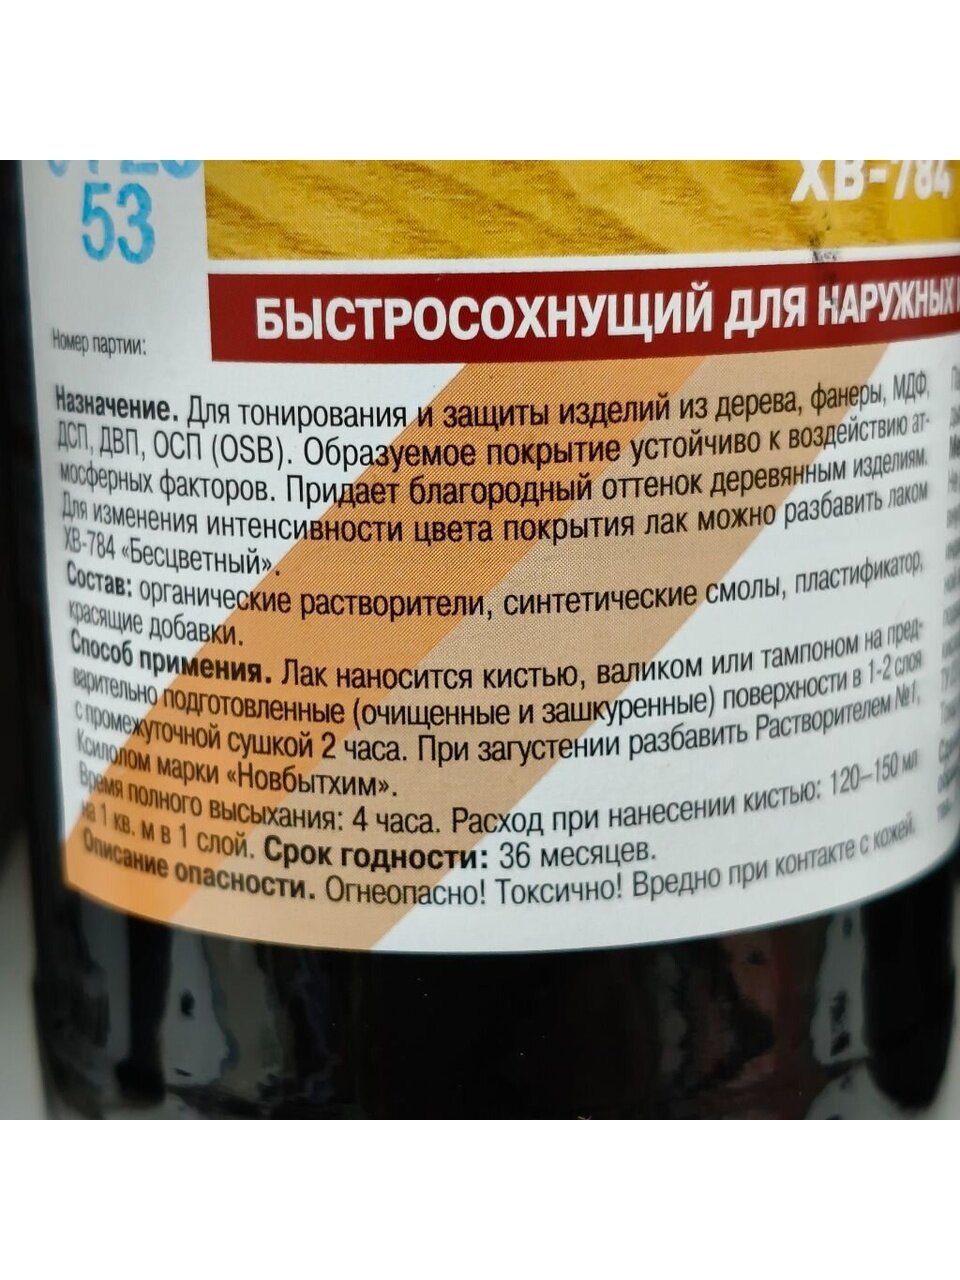 53
ХВ-784
БЫСТРОСОХНУЩИЙ ДЛЯ НАРУЖНЫХ
Номер партии:
Назначение. Для тонирования и защиты изделий из дерева, фанеры, МДФ,
ДСП, ДВП, ОСП (OSB). Образуемое покрытие устойчиво к воздействию ат-
мосферных факторов. Придает благородный оттенок деревянным изделиям.
Для изменения интенсивности цвета покрытия лак можно разбавить лаком
ХВ-784 «Бесцветный».
Состав: органические растворители, синтетические смолы, пластификатор,
красящие добавки.
Способ применения. Лак наносится кистью, валиком или тампоном на пред-
варительно подготовленные (очищенные и зашкуренные) поверхности в 1-2 слоя
с промежуточной сушкой 2 часа. При загустении разбавить Растворителем №1,
Ксилолом марки «Новбытхим».
Время полного высыхания: 4 часа. Расход при нанесении кистью: 120–150 мл
на 1 кв. м в 1 слой. Срок годности: 36 месяцев.
Описание опасности. Огнеопасно! Токсично! Вредно при контакте с кожей.